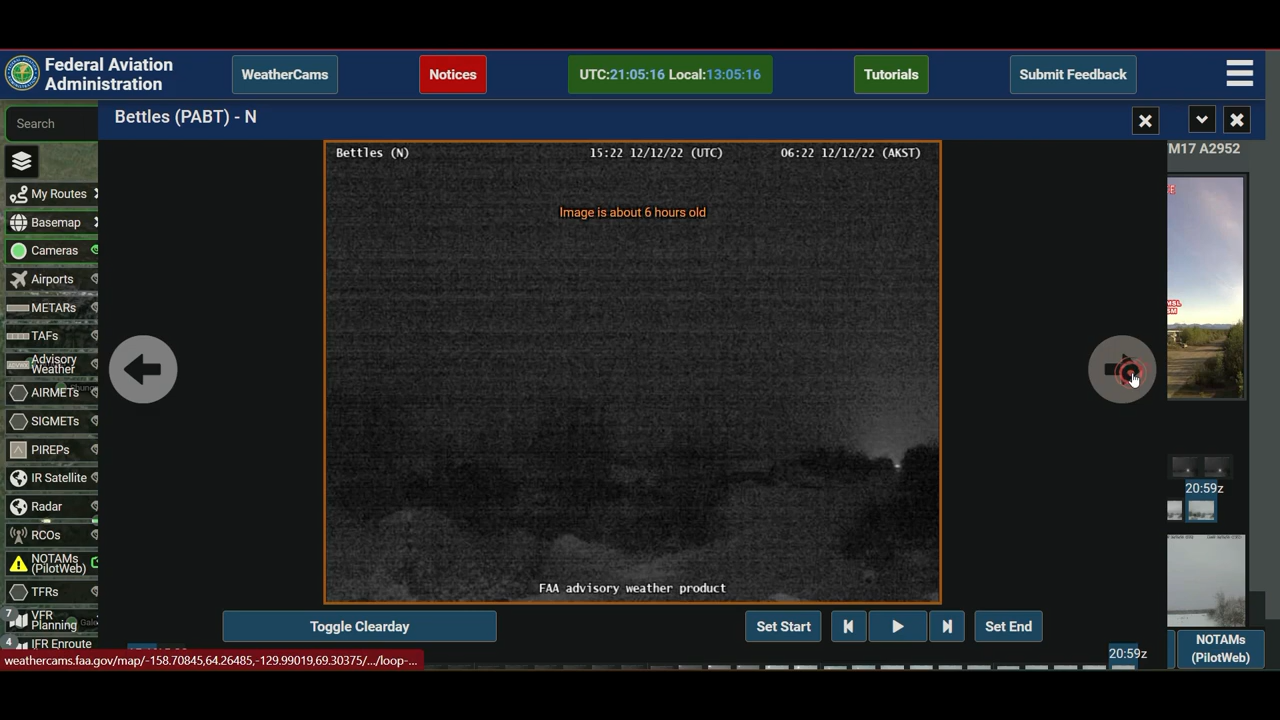 Federal Aviation
Administration
WeatherCams
Notices
UTC:21:05:16 Local:13:05:16
Tutorials
Submit Feedback
Search
Bettles (PABT) - N
M17 A2952
Bettles (N)
15:22 12/12/22 (UTC)
06:22 12/12/22 (AKST)
Image is about 6 hours old
My Routes
Basemap
Cameras
Airports
METARs
TAFs
Advisory
Weather
AIRMETs
SIGMETs
PIREPs
IR Satellite
Radar
RCOs
NOTAMs
(PilotWeb)
TFRs
7
VFR
Planning
4
IFR Enroute
20:59z
FAA advisory weather product
Toggle Clearday
Set Start
Set End
NOTAMs
(PilotWeb)
20:59z
weathercams.faa.gov/map/-158.70845,64.26485,-129.99019,69.30375/.../loop-...